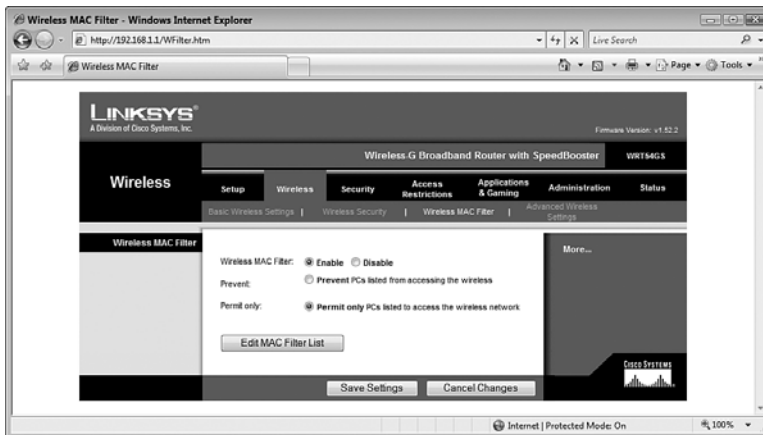 Wireless MAC Filter - Windows Internet Explorer
http://192.168.1.1/WFilter.htm
Live Search
Wireless MAC Filter
Page
Tools
LINKSYS®
A Division of Cisco Systems, Inc.
Firmware Version: v1.52.2
Wireless-G Broadband Router with SpeedBooster
WRT54GS
Wireless
Setup
Wireless
Security
Access Restrictions
Applications & Gaming
Administration
Status
Basic Wireless Settings |
Wireless Security |
Wireless MAC Filter |
Advanced Wireless Settings
Wireless MAC Filter
More...
Wireless MAC Filter: Enable Disable
Prevent: Prevent PCs listed from accessing the wireless
Permit only: Permit only PCs listed to access the wireless network
Edit MAC Filter List
CISCO SYSTEMS
Save Settings
Cancel Changes
Internet | Protected Mode: On
100%